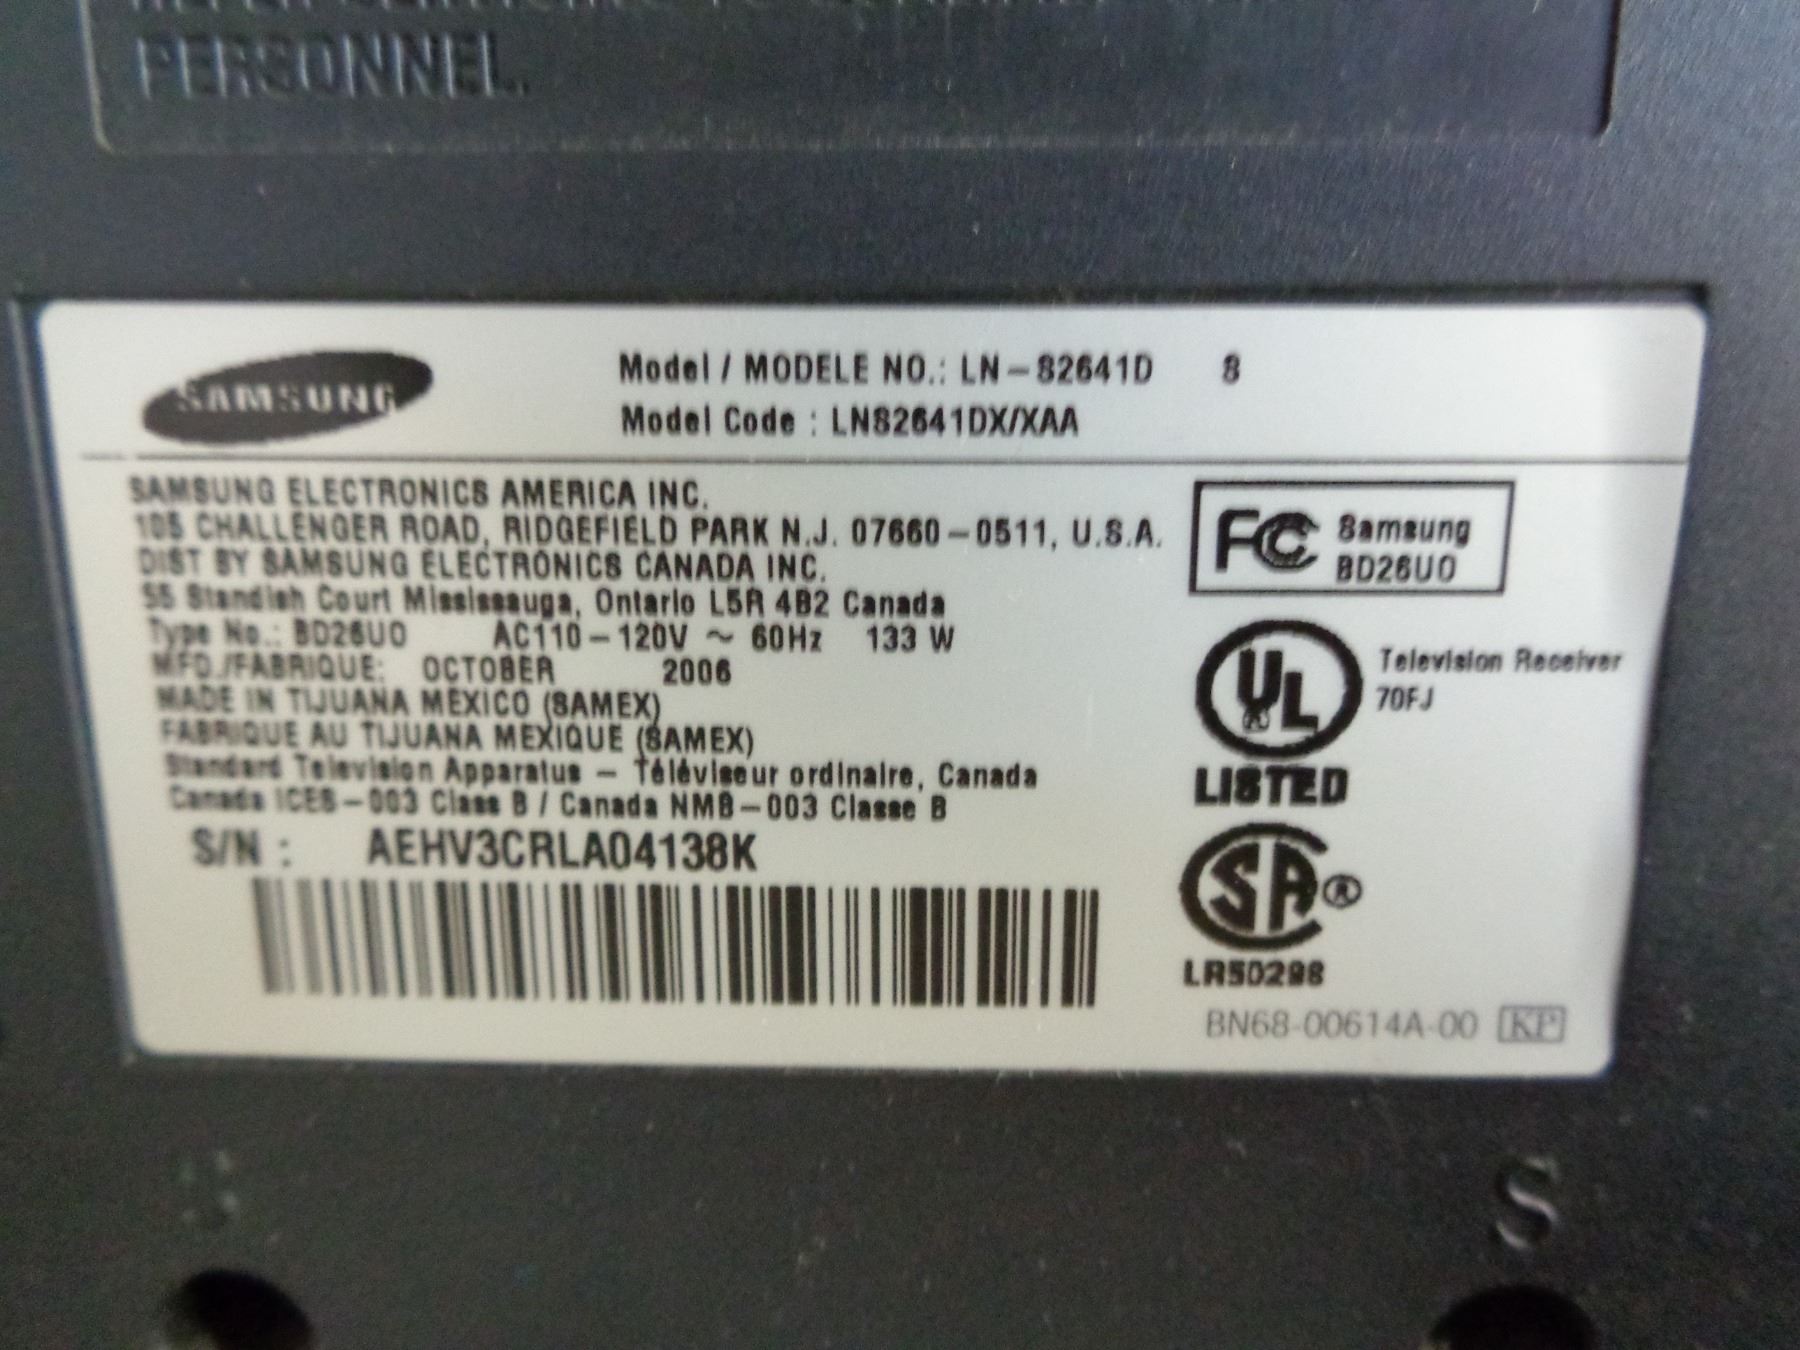 PERSONNEL.
SAMSUNG
Model / MODELE NO.: LN-S2641D 8
Model Code : LNS2641DX/XAA
SAMSUNG ELECTRONICS AMERICA INC.
105 CHALLENGER ROAD, RIDGEFIELD PARK N.J. 07660-0511, U.S.A.
DIST BY SAMSUNG ELECTRONICS CANADA INC.
55 Standish Court Mississauga, Ontario L5R 4B2 Canada
Type No.: BD26UO AC110-120V ~ 60Hz 133 W
MFD./FABRIQUE: OCTOBER 2006
MADE IN TIJUANA MEXICO (SAMEX)
FABRIQUE AU TIJUANA MEXIQUE (SAMEX)
Standard Television Apparatus - Téléviseur ordinaire, Canada
Canada ICES-003 Class B / Canada NMB-003 Classe B
S/N : AEHV3CRLA04138K
FC Samsung
BD26UO
UL ® Television Receiver
70FJ
LISTED
SA ®
LR50298
BN68-00614A-00 KP
S